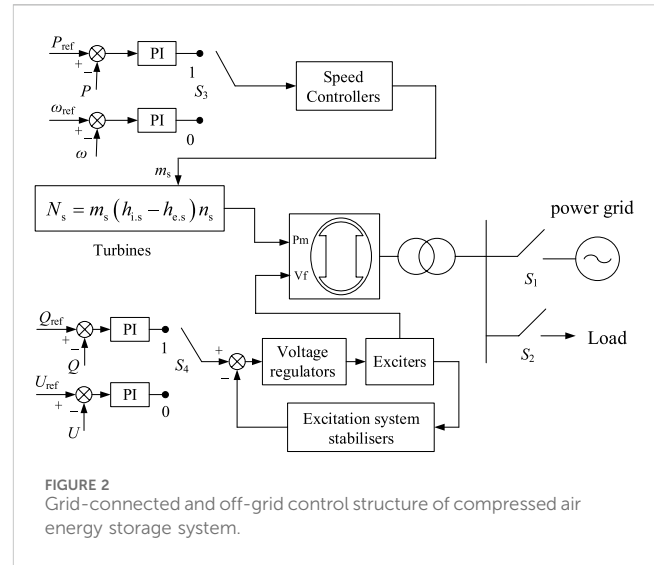 P_ref
+
−
P
PI
1
S_3
Speed
Controllers
ω_ref
+
−
ω
PI
0
m_s
N_s = m_s (h_i.s − h_e.s) n_s
Turbines
Pm
Vf
power grid
S_1
S_2
Load
Q_ref
+
−
Q
PI
1
S_4
+
−
Voltage
regulators
Exciters
U_ref
+
−
U
PI
0
Excitation system
stabilisers
FIGURE 2
Grid-connected and off-grid control structure of compressed air
energy storage system.